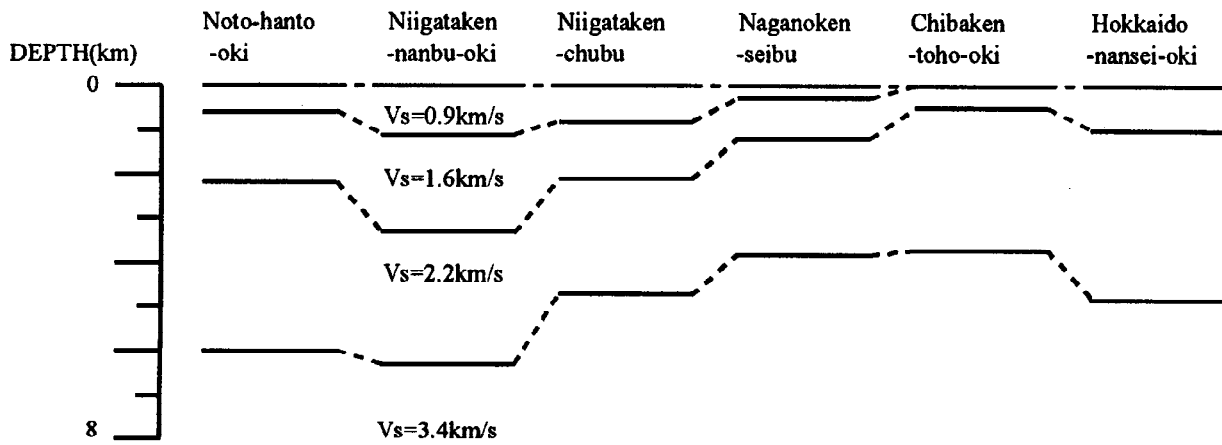 Noto-hanto
-oki
Niigataken
-nanbu-oki
Niigataken
-chubu
Naganoken
-seibu
Chibaken
-toho-oki
Hokkaido
-nansei-oki
DEPTH(km)
0
Vs=0.9km/s
Vs=1.6km/s
Vs=2.2km/s
8
Vs=3.4km/s